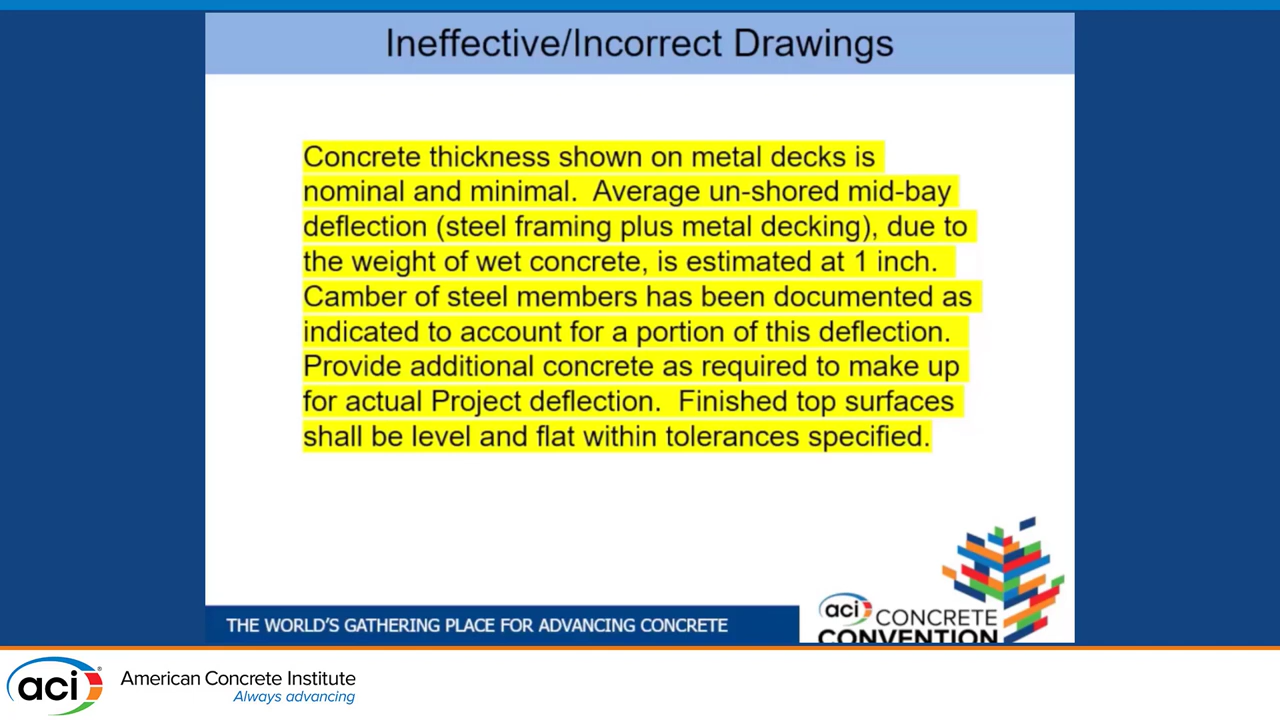 Ineffective/Incorrect Drawings
Concrete thickness shown on metal decks is
nominal and minimal. Average un-shored mid-bay
deflection (steel framing plus metal decking), due to
the weight of wet concrete, is estimated at 1 inch.
Camber of steel members has been documented as
indicated to account for a portion of this deflection.
Provide additional concrete as required to make up
for actual Project deflection. Finished top surfaces
shall be level and flat within tolerances specified.
THE WORLD'S GATHERING PLACE FOR ADVANCING CONCRETE
aci CONCRETE
CONVENTION
aci® American Concrete Institute
Always advancing